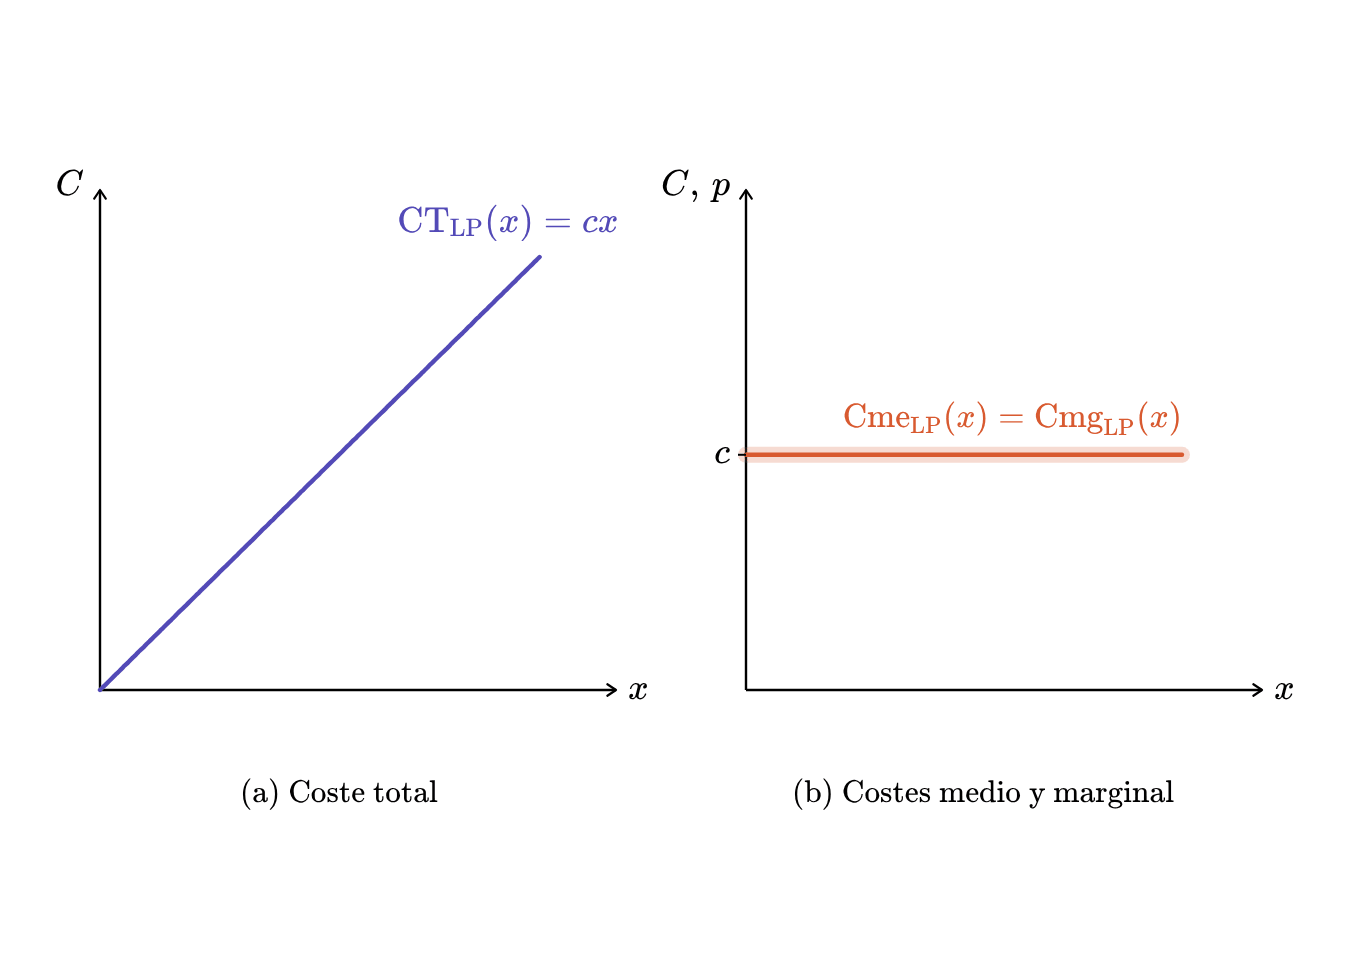 C
CT_LP(x) = cx
x
(a) Coste total
C, p
Cme_LP(x) = Cmg_LP(x)
c
x
(b) Costes medio y marginal